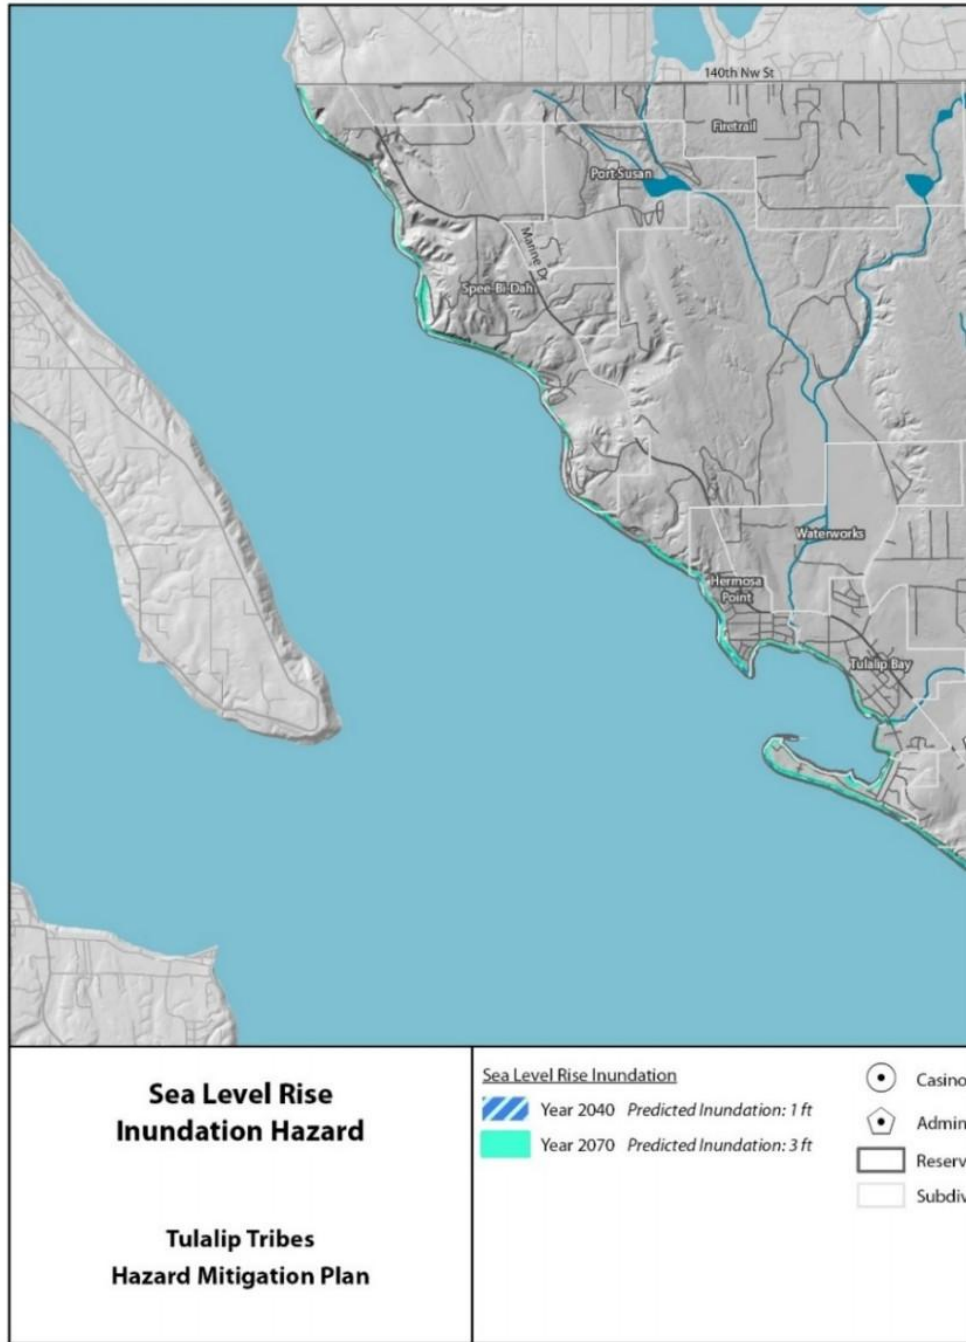 140th Nw St
Firetrail
Port Susan
Marine Dr
Spee-Bi-Dah
Waterworks
Hermosa
Point
Tulalip Bay
Sea Level Rise
Inundation Hazard
Tulalip Tribes
Hazard Mitigation Plan
Sea Level Rise Inundation
Year 2040 Predicted Inundation: 1 ft
Year 2070 Predicted Inundation: 3 ft
Casino
Admin
Reserv
Subdiv